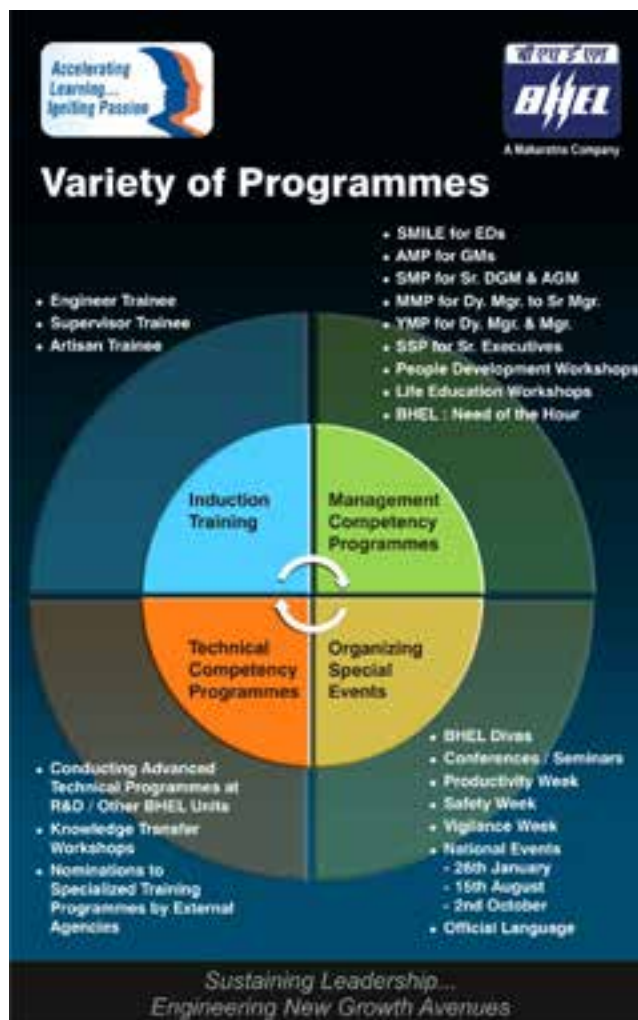 Accelerating
Learning...
Igniting Passion
बी एच ई एल
BHEL
A Maharatna Company
Variety of Programmes
• Engineer Trainee
• Supervisor Trainee
• Artisan Trainee
• SMILE for EDs
• AMP for GMs
• SMP for Sr. DGM & AGM
• MMP for Dy. Mgr. to Sr Mgr.
• YMP for Dy. Mgr. & Mgr.
• SSP for Sr. Executives
• People Development Workshops
• Life Education Workshops
• BHEL : Need of the Hour
Induction
Training
Management
Competency
Programmes
Technical
Competency
Programmes
Organizing
Special
Events
• Conducting Advanced
Technical Programmes at
R&D / Other BHEL Units
• Knowledge Transfer
Workshops
• Nominations to
Specialized Training
Programmes by External
Agencies
• BHEL Divas
• Conferences / Seminars
• Productivity Week
• Safety Week
• Vigilance Week
• National Events
- 26th January
- 15th August
- 2nd October
• Official Language
Sustaining Leadership...
Engineering New Growth Avenues